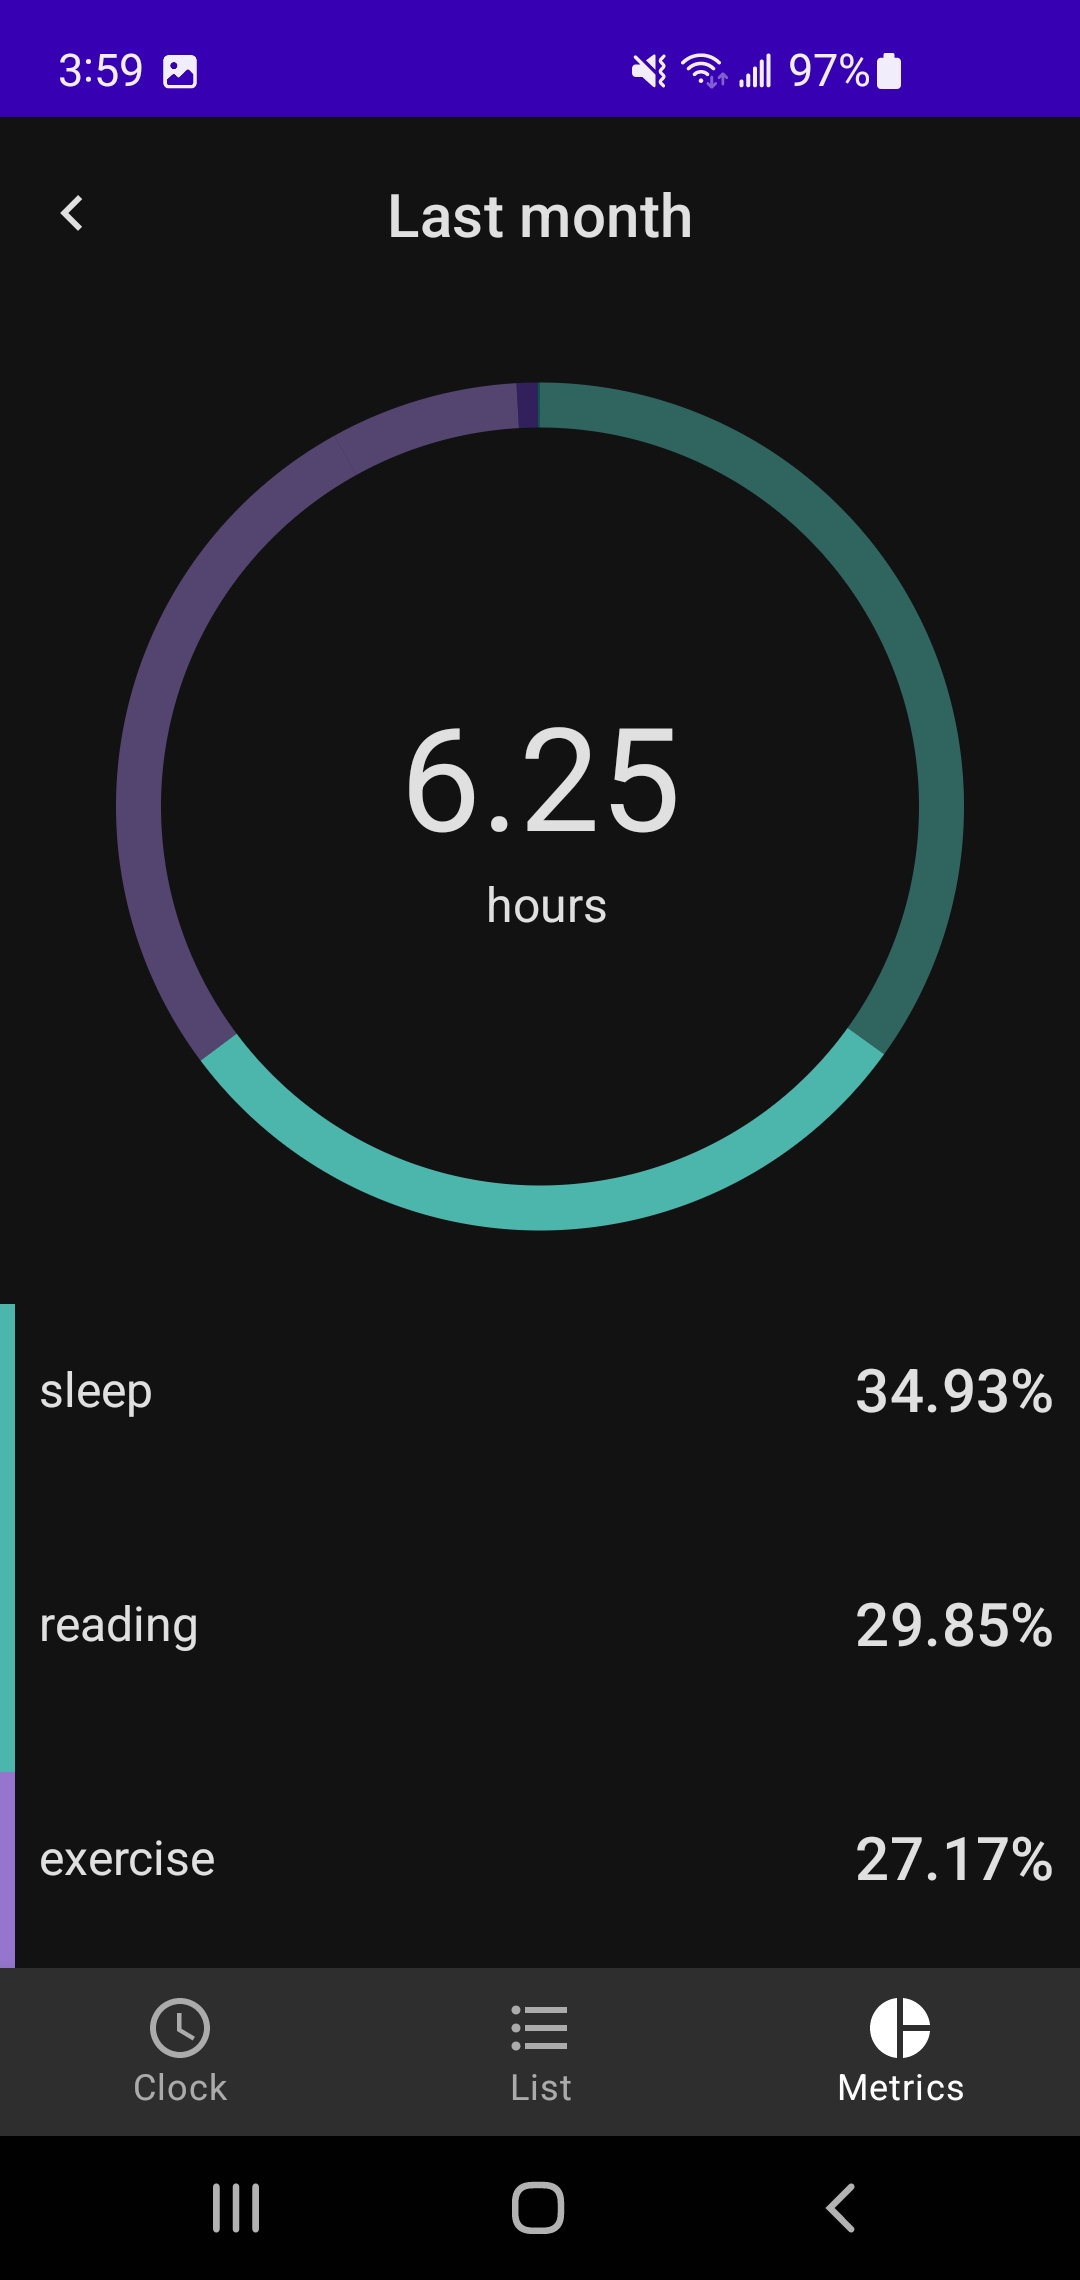 3:59 97%
Last month
6.25
hours
sleep 34.93%
reading 29.85%
exercise 27.17%
Clock List Metrics